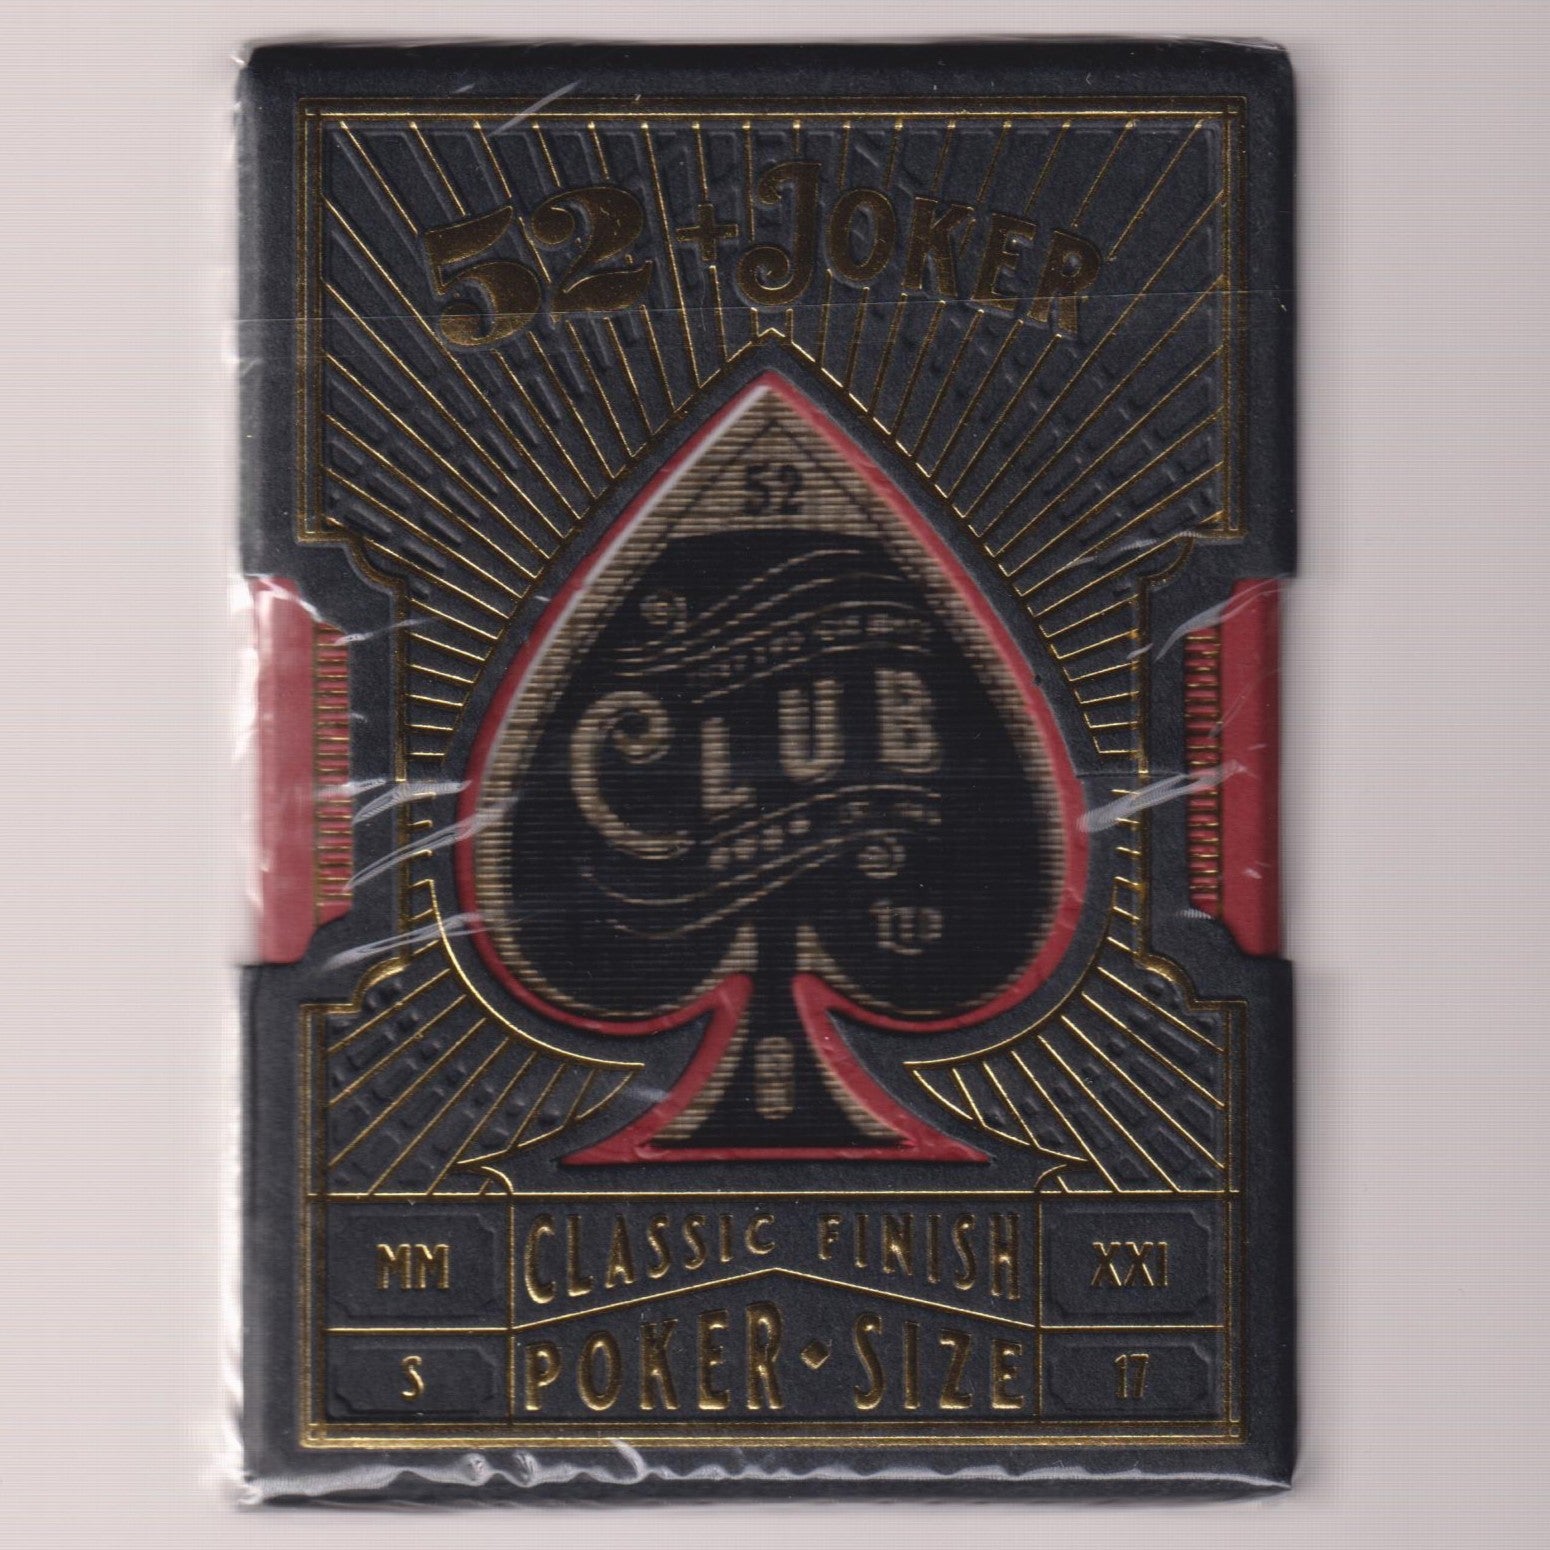 52 + JOKER
52
CLUB
MM
CLASSIC FINISH
XXI
S
POKER • SIZE
17